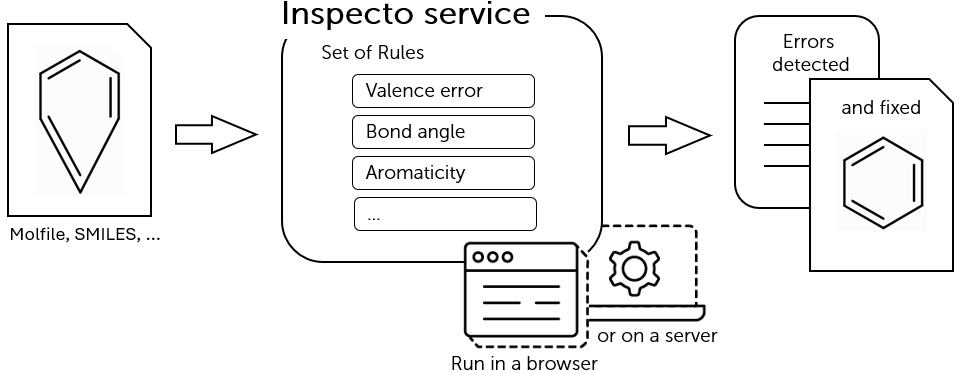 Inspecto service
Set of Rules
Valence error
Bond angle
Aromaticity
...
Molfile, SMILES, ...
Errors
detected
and fixed
or on a server
Run in a browser